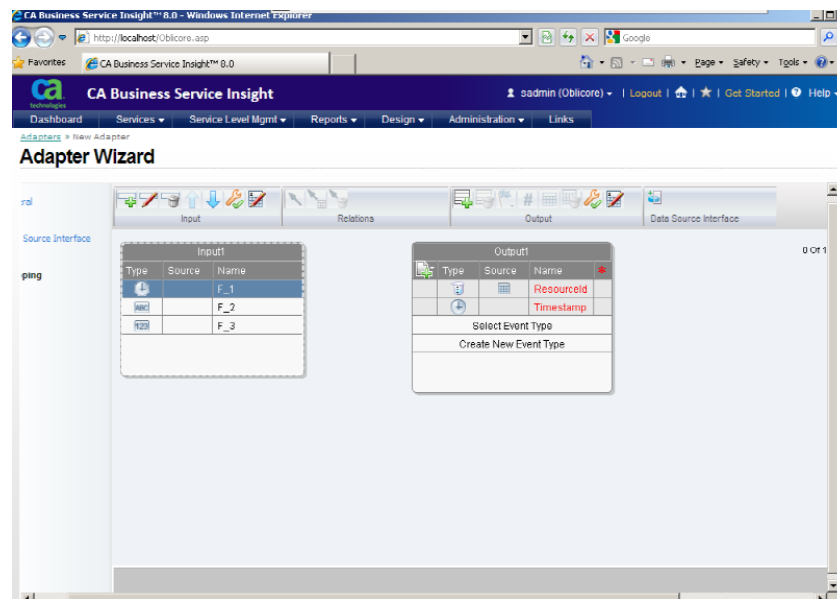 CA Business Service Insight™ 8.0 - Windows Internet Explorer
http://localhost/Oblicore.asp
Google
Favorites CA Business Service Insight™ 8.0
Page Safety Tools
ca technologies
CA Business Service Insight
sadmin (Oblicore) | Logout | | | Get Started | Help
Dashboard Services Service Level Mgmt Reports Design Administration Links
Adapters » New Adapter
Adapter Wizard
ral
Input Relations Output Data Source Interface
Source Interface
0 Of 1
ping
Input1
Type Source Name
F_1
ABC F_2
123 F_3
Output1
Type Source Name *
ResourceId
Timestamp
Select Event Type
Create New Event Type